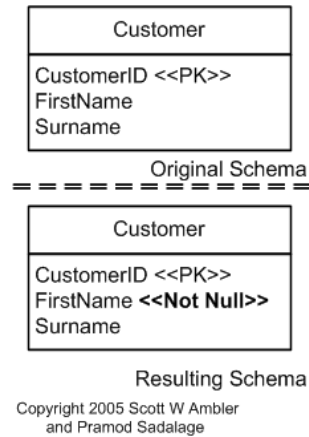 Customer
CustomerID <<PK>>
FirstName
Surname
Original Schema
Customer
CustomerID <<PK>>
FirstName <<Not Null>>
Surname
Resulting Schema
Copyright 2005 Scott W Ambler
and Pramod Sadalage